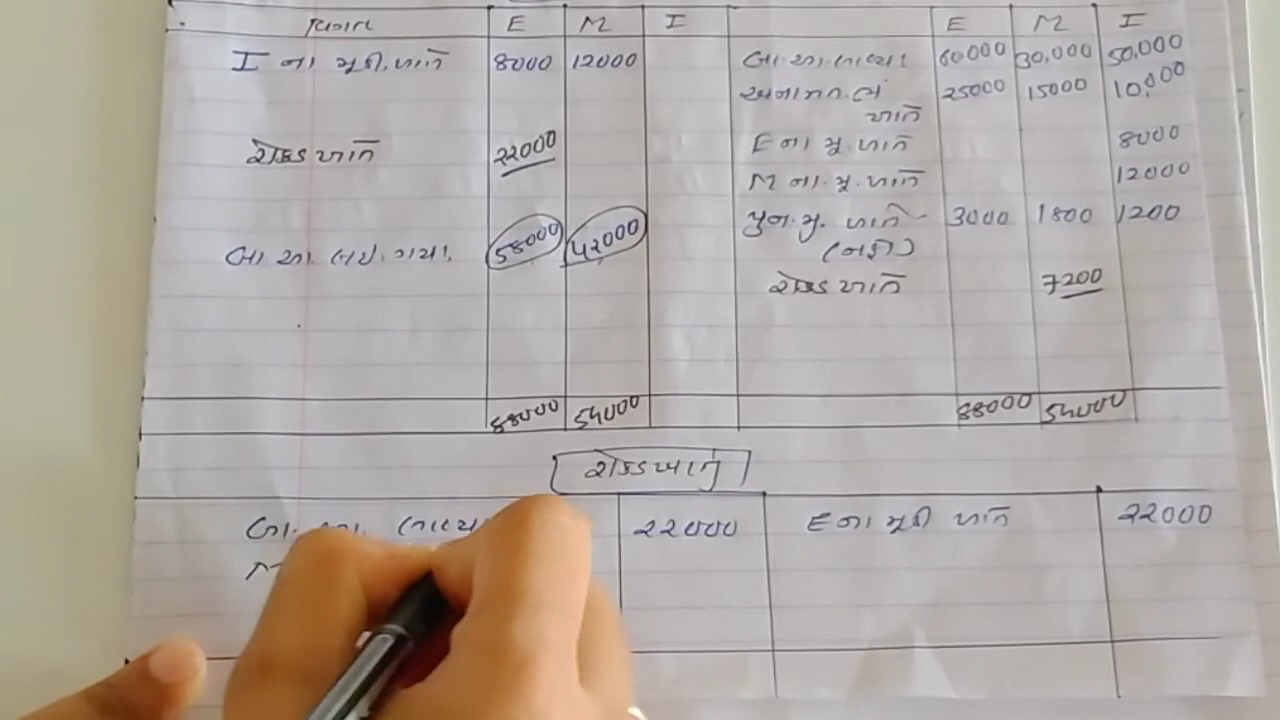 વિગત E M I E M I
I ના મૂડી ખાતે 8000 12000 બા આ લાવ્યા 60000 30,000 50,000
અનામત ભં 25000 15000 10,000
ખાતે
E ના મૂ. ખાતે 8000
રોકડ ખાતે 22000
M ના. મૂ. ખાતે 12000
પુન. મૂ. ખાતે 3000 1800 1200
બા આ લઈ ગયા. 58000 42000
(નફો)
રોકડ ખાતે 7200
88000 54000 88000 54000
રોકડ ખાતું
બા. 22000 E ના મૂડી ખાતે 22000
M